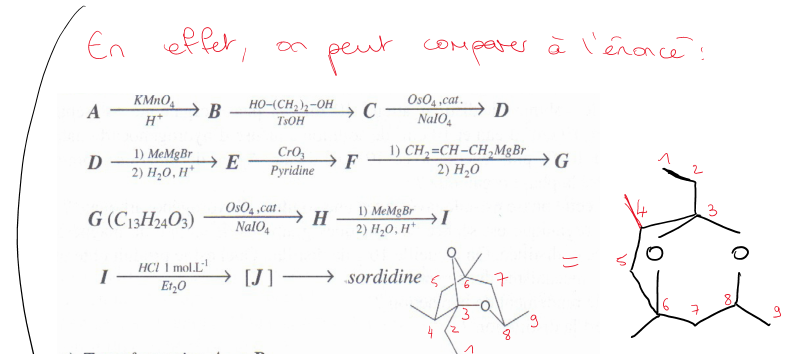 En effet, on peut comparer à l'énoncé :
A KMnO4 H+ B HO–(CH2)2–OH TsOH C OsO4,cat. NaIO4 D
D 1) MeMgBr 2) H2O, H+ E CrO3 Pyridine F 1) CH2=CH–CH2MgBr 2) H2O G
G (C13H24O3) OsO4,cat. NaIO4 H 1) MeMgBr 2) H2O, H+ I
I HCl 1 mol.L-1 Et2O [J] sordidine
O 6 7 5 3 O 4 2 8 9 1
=
1 2 4 3 O O 5 6 7 8 9